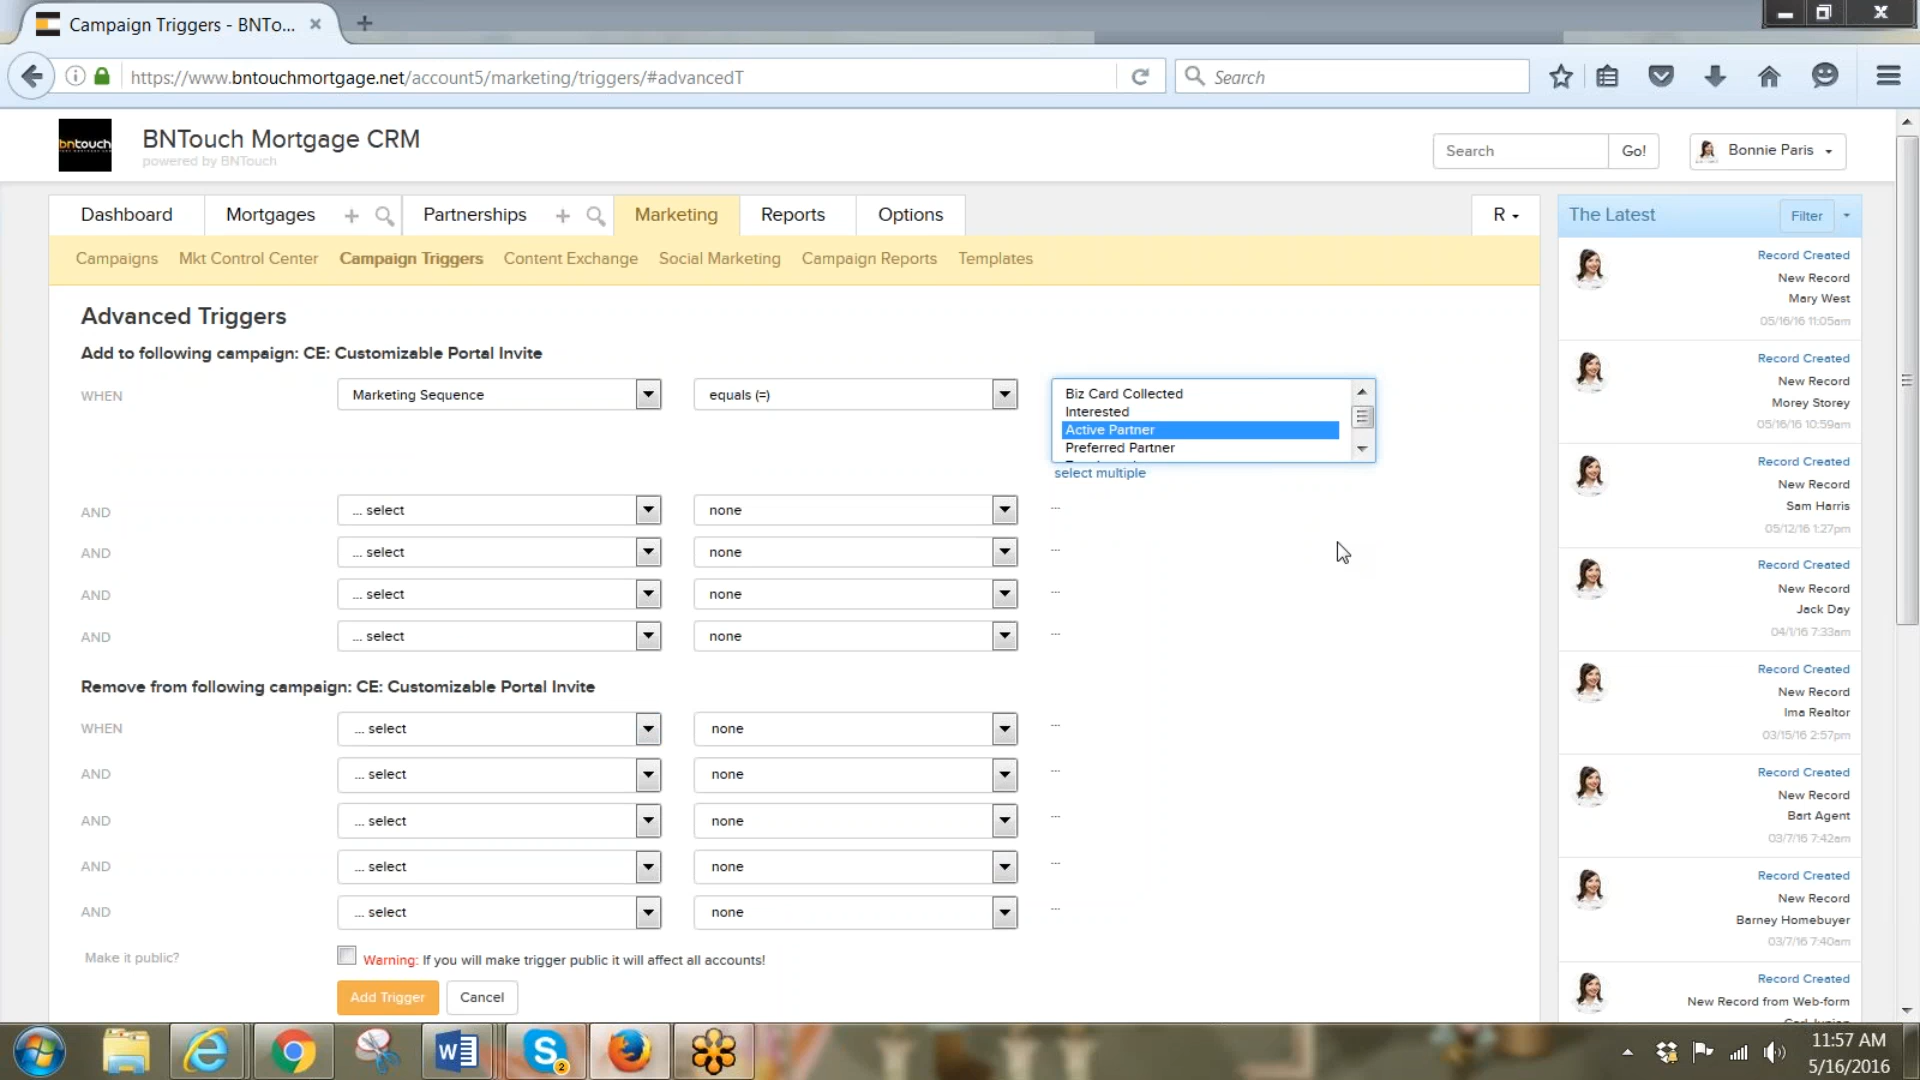 Campaign Triggers - BNTo...
https://www.bntouchmortgage.net/account5/marketing/triggers/#advancedT
Search
bntouch
BNTouch Mortgage CRM
powered by BNTouch
Search
Go!
Bonnie Paris
Dashboard
Mortgages
Partnerships
Marketing
Reports
Options
R
The Latest
Filter
Campaigns
Mkt Control Center
Campaign Triggers
Content Exchange
Social Marketing
Campaign Reports
Templates
Advanced Triggers
Add to following campaign: CE: Customizable Portal Invite
WHEN
Marketing Sequence
equals (=)
Biz Card Collected
Interested
Active Partner
Preferred Partner
select multiple
AND
... select
none
...
AND
... select
none
...
AND
... select
none
...
AND
... select
none
...
Remove from following campaign: CE: Customizable Portal Invite
WHEN
... select
none
...
AND
... select
none
...
AND
... select
none
...
AND
... select
none
...
AND
... select
none
...
Make it public?
Warning: If you will make trigger public it will affect all accounts!
Add Trigger
Cancel
Record Created
New Record
Mary West
05/16/16 11:05am
Record Created
New Record
Morey Storey
05/16/16 10:59am
Record Created
New Record
Sam Harris
05/12/16 1:27pm
Record Created
New Record
Jack Day
04/1/16 7:33am
Record Created
New Record
Ima Realtor
03/15/16 2:57pm
Record Created
New Record
Bart Agent
03/7/16 7:42am
Record Created
New Record
Barney Homebuyer
03/7/16 7:40am
Record Created
New Record from Web-form
W
S
2
11:57 AM
5/16/2016